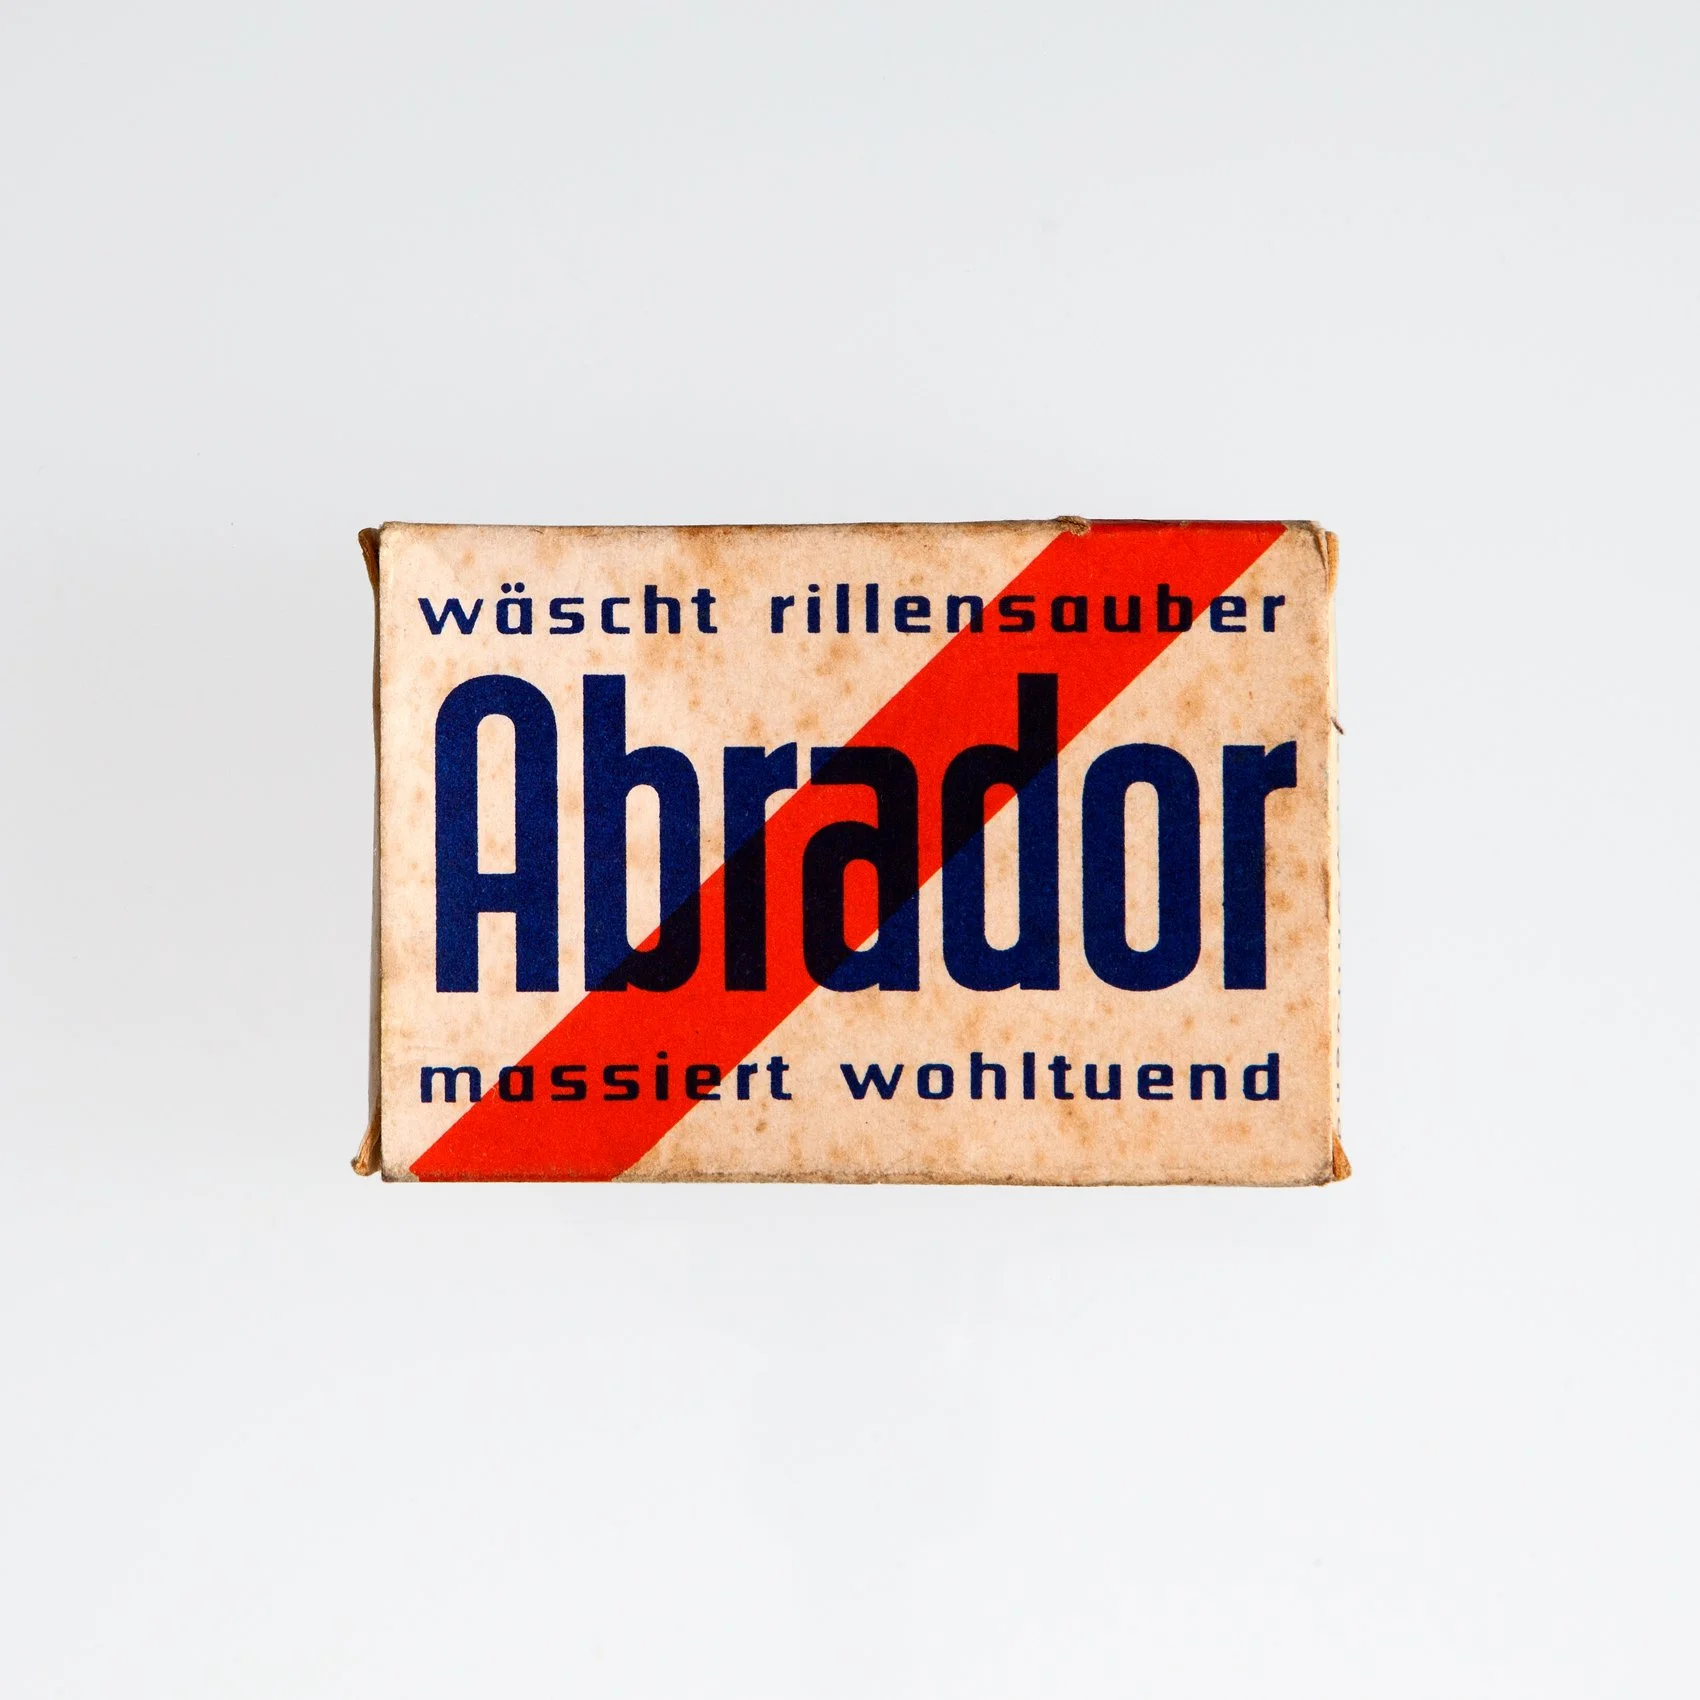 wäscht rillensauber
Abrador
massiert wohltuend